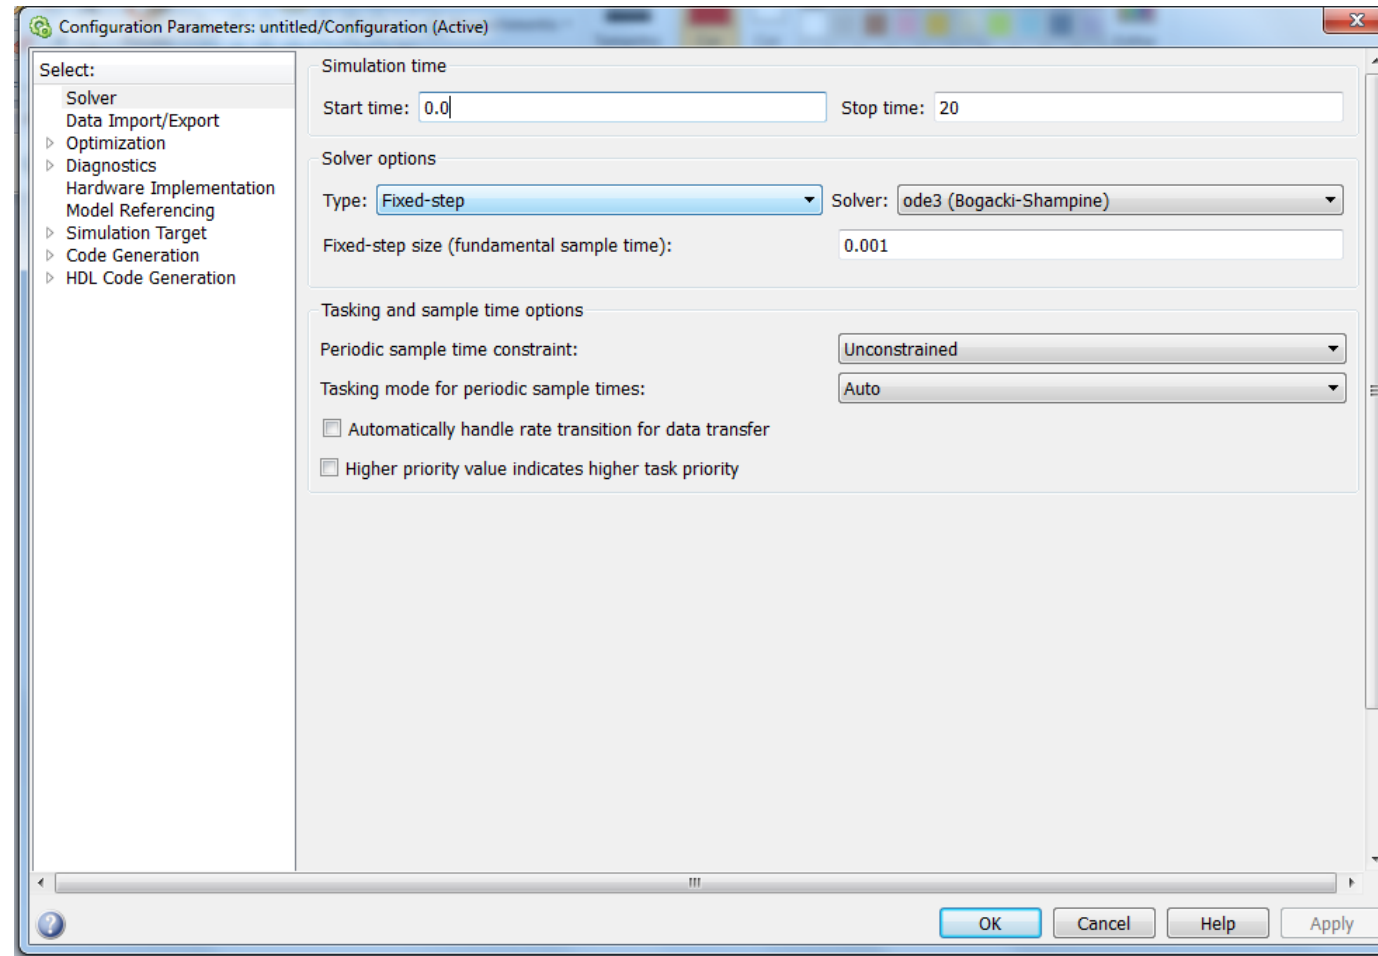 Configuration Parameters: untitled/Configuration (Active)
Select:
Solver
Data Import/Export
Optimization
Diagnostics
Hardware Implementation
Model Referencing
Simulation Target
Code Generation
HDL Code Generation
Simulation time
Start time: 0.0 Stop time: 20
Solver options
Type: Fixed-step Solver: ode3 (Bogacki-Shampine)
Fixed-step size (fundamental sample time): 0.001
Tasking and sample time options
Periodic sample time constraint: Unconstrained
Tasking mode for periodic sample times: Auto
Automatically handle rate transition for data transfer
Higher priority value indicates higher task priority
OK Cancel Help Apply